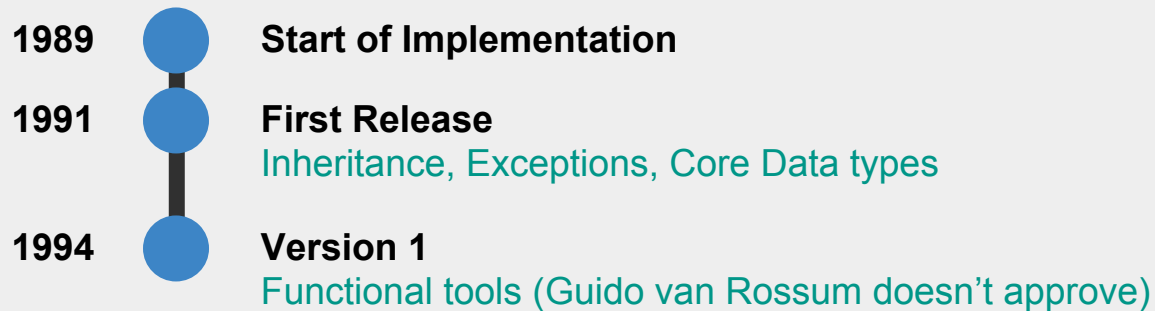 1989 Start of Implementation
1991 First Release
Inheritance, Exceptions, Core Data types
1994 Version 1
Functional tools (Guido van Rossum doesn’t approve)